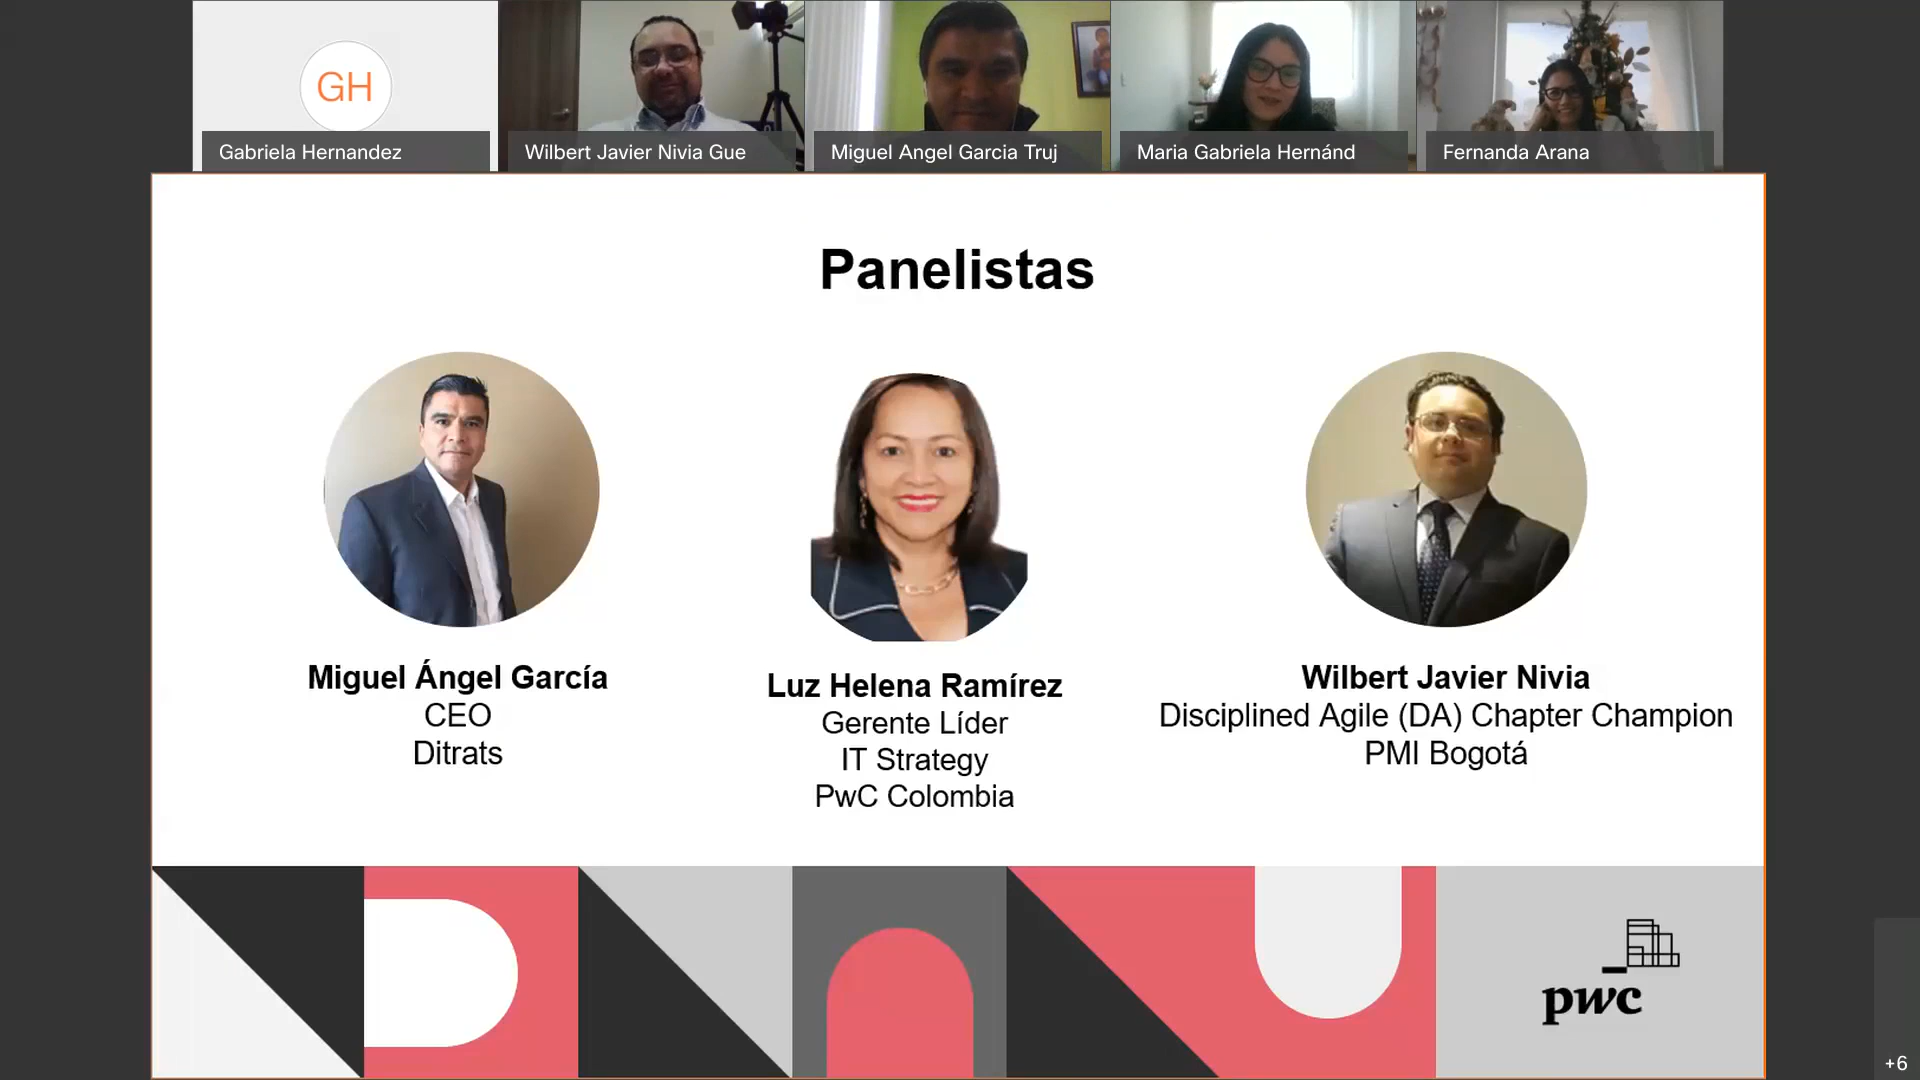 GH
Gabriela Hernandez
Wilbert Javier Nivia Gue
Miguel Angel Garcia Truj
Maria Gabriela Hernánd
Fernanda Arana
Panelistas
Miguel Ángel García
CEO
Ditrats
Luz Helena Ramírez
Gerente Líder
IT Strategy
PwC Colombia
Wilbert Javier Nivia
Disciplined Agile (DA) Chapter Champion
PMI Bogotá
pwc
+6